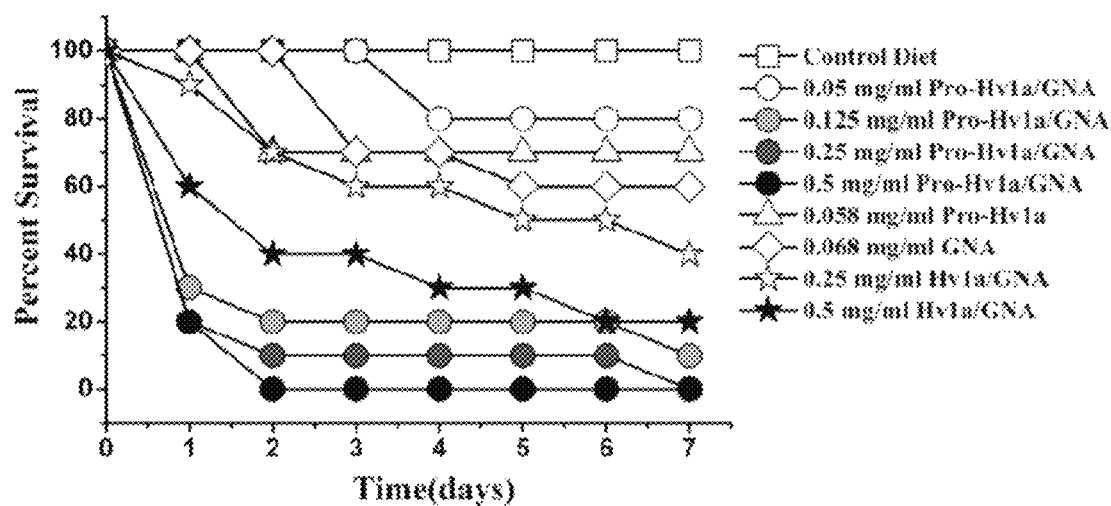 Percent Survival
100
80
60
40
20
0
0 1 2 3 4 5 6 7
Time(days)
Control Diet
0.05 mg/ml Pro-Hv1a/GNA
0.125 mg/ml Pro-Hv1a/GNA
0.25 mg/ml Pro-Hv1a/GNA
0.5 mg/ml Pro-Hv1a/GNA
0.058 mg/ml Pro-Hv1a
0.068 mg/ml GNA
0.25 mg/ml Hv1a/GNA
0.5 mg/ml Hv1a/GNA